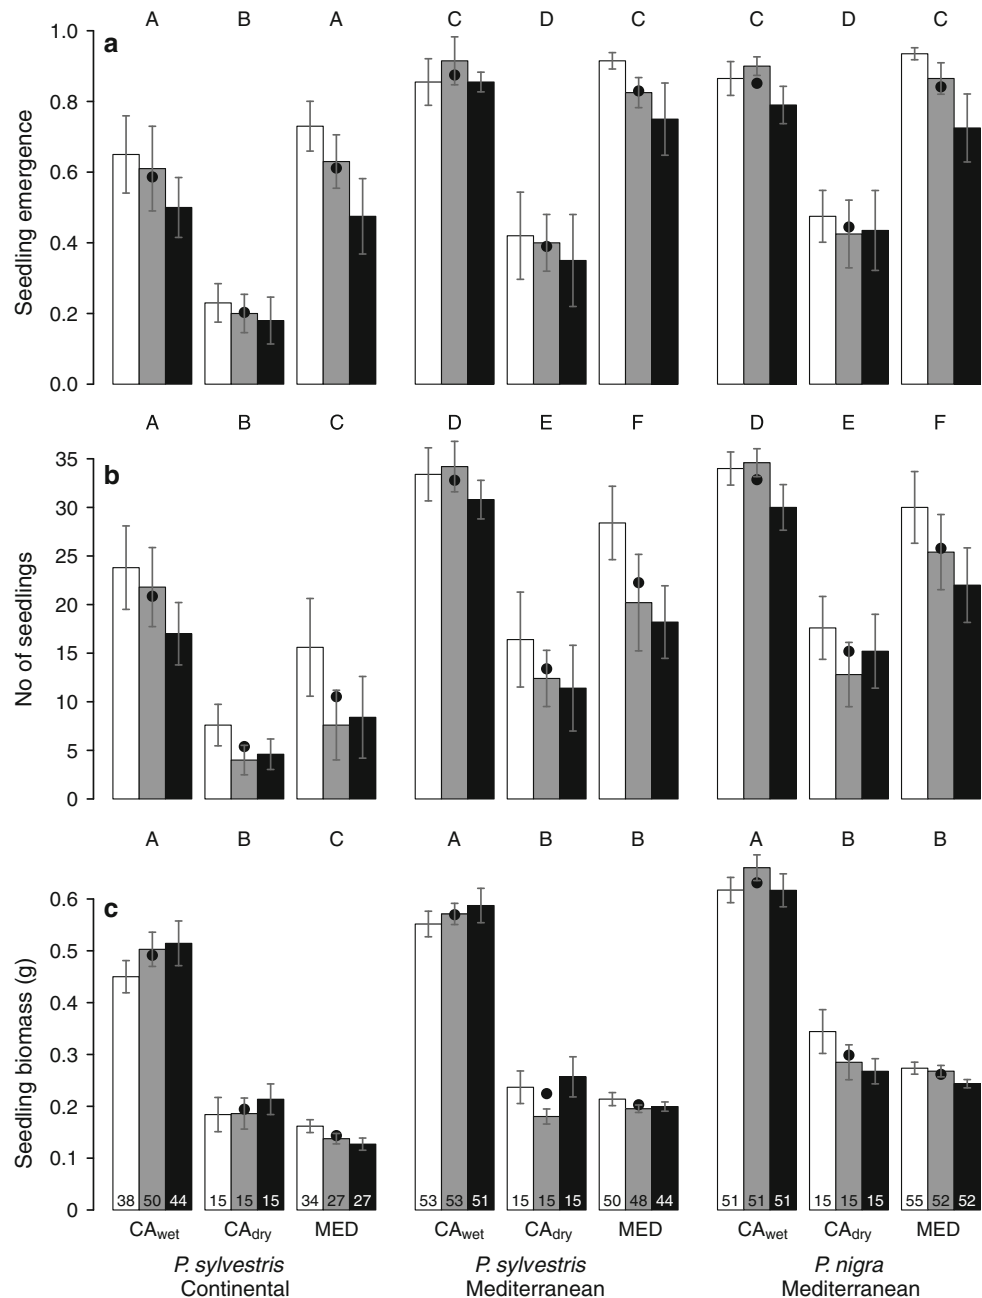 A B A C D C C D C
a
1.0
0.8
0.6
0.4
0.2
0.0
Seedling emergence
A B C D E F D E F
b
35
30
25
20
15
10
5
0
No of seedlings
A B C A B B A B B
c
0.6
0.5
0.4
0.3
0.2
0.1
0
Seedling biomass (g)
38 50 44 15 15 15 34 27 27 53 53 51 15 15 15 50 48 44 51 51 51 15 15 15 55 52 52
CAwet CAdry MED CAwet CAdry MED CAwet CAdry MED
P. sylvestris P. sylvestris P. nigra
Continental Mediterranean Mediterranean